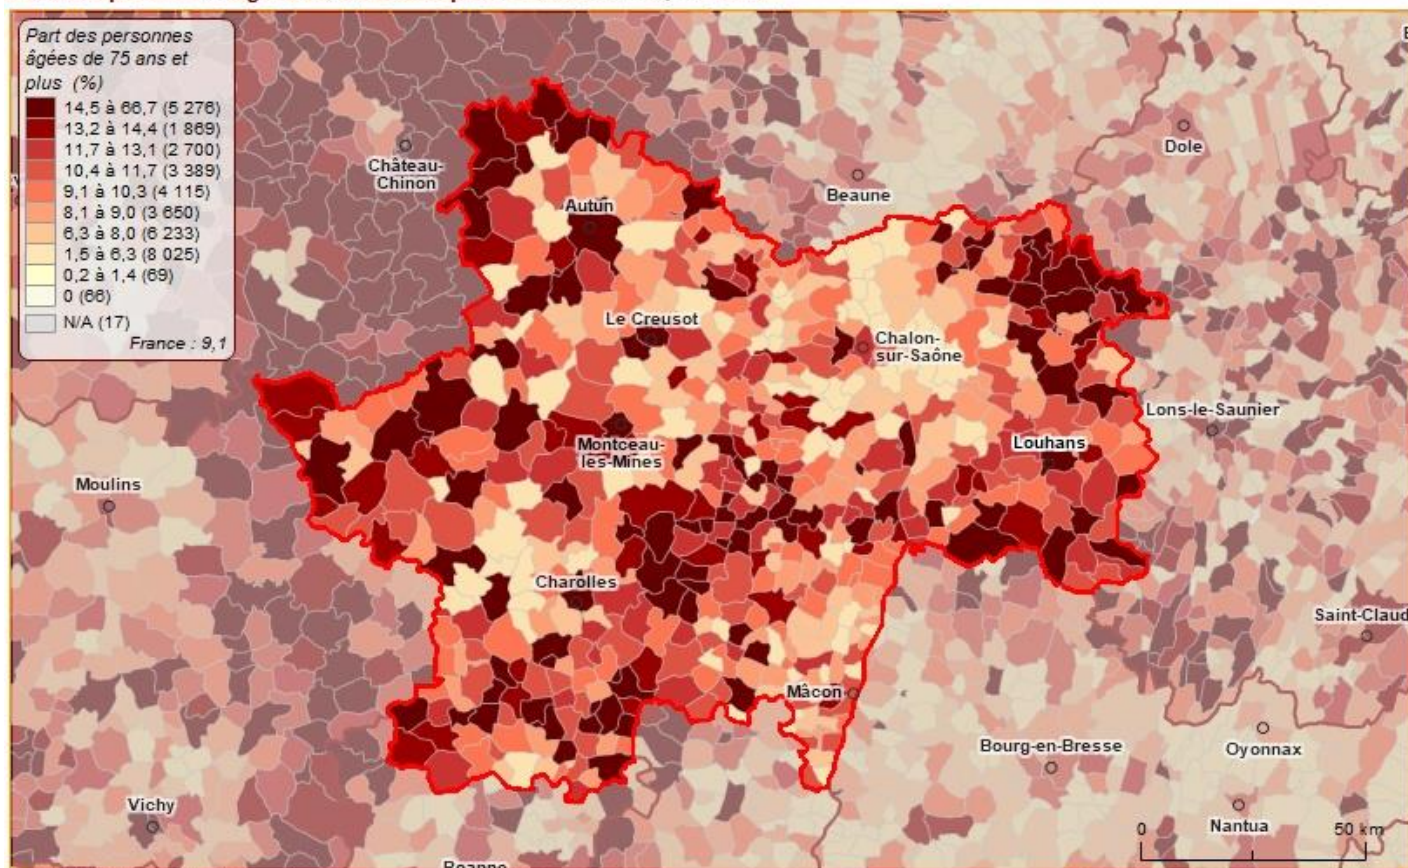 Part des personnes
âgées de 75 ans et
plus (%)
14,5 à 66,7 (5 276)
13,2 à 14,4 (1 869)
11,7 à 13,1 (2 700)
10,4 à 11,7 (3 389)
9,1 à 10,3 (4 115)
8,1 à 9,0 (3 650)
6,3 à 8,0 (6 233)
1,5 à 6,3 (8 025)
0,2 à 1,4 (69)
0 (66)
N/A (17)
France : 9,1
Château-
Chinon
Dole
Beaune
Autun
Le Creusot
Chalon-
sur-Saône
Lons-le-Saunier
Montceau-
les-Mines
Louhans
Moulins
Charolles
Saint-Claud
Mâcon
Bourg-en-Bresse
Oyonnax
Vichy
Nantua
0 50 km